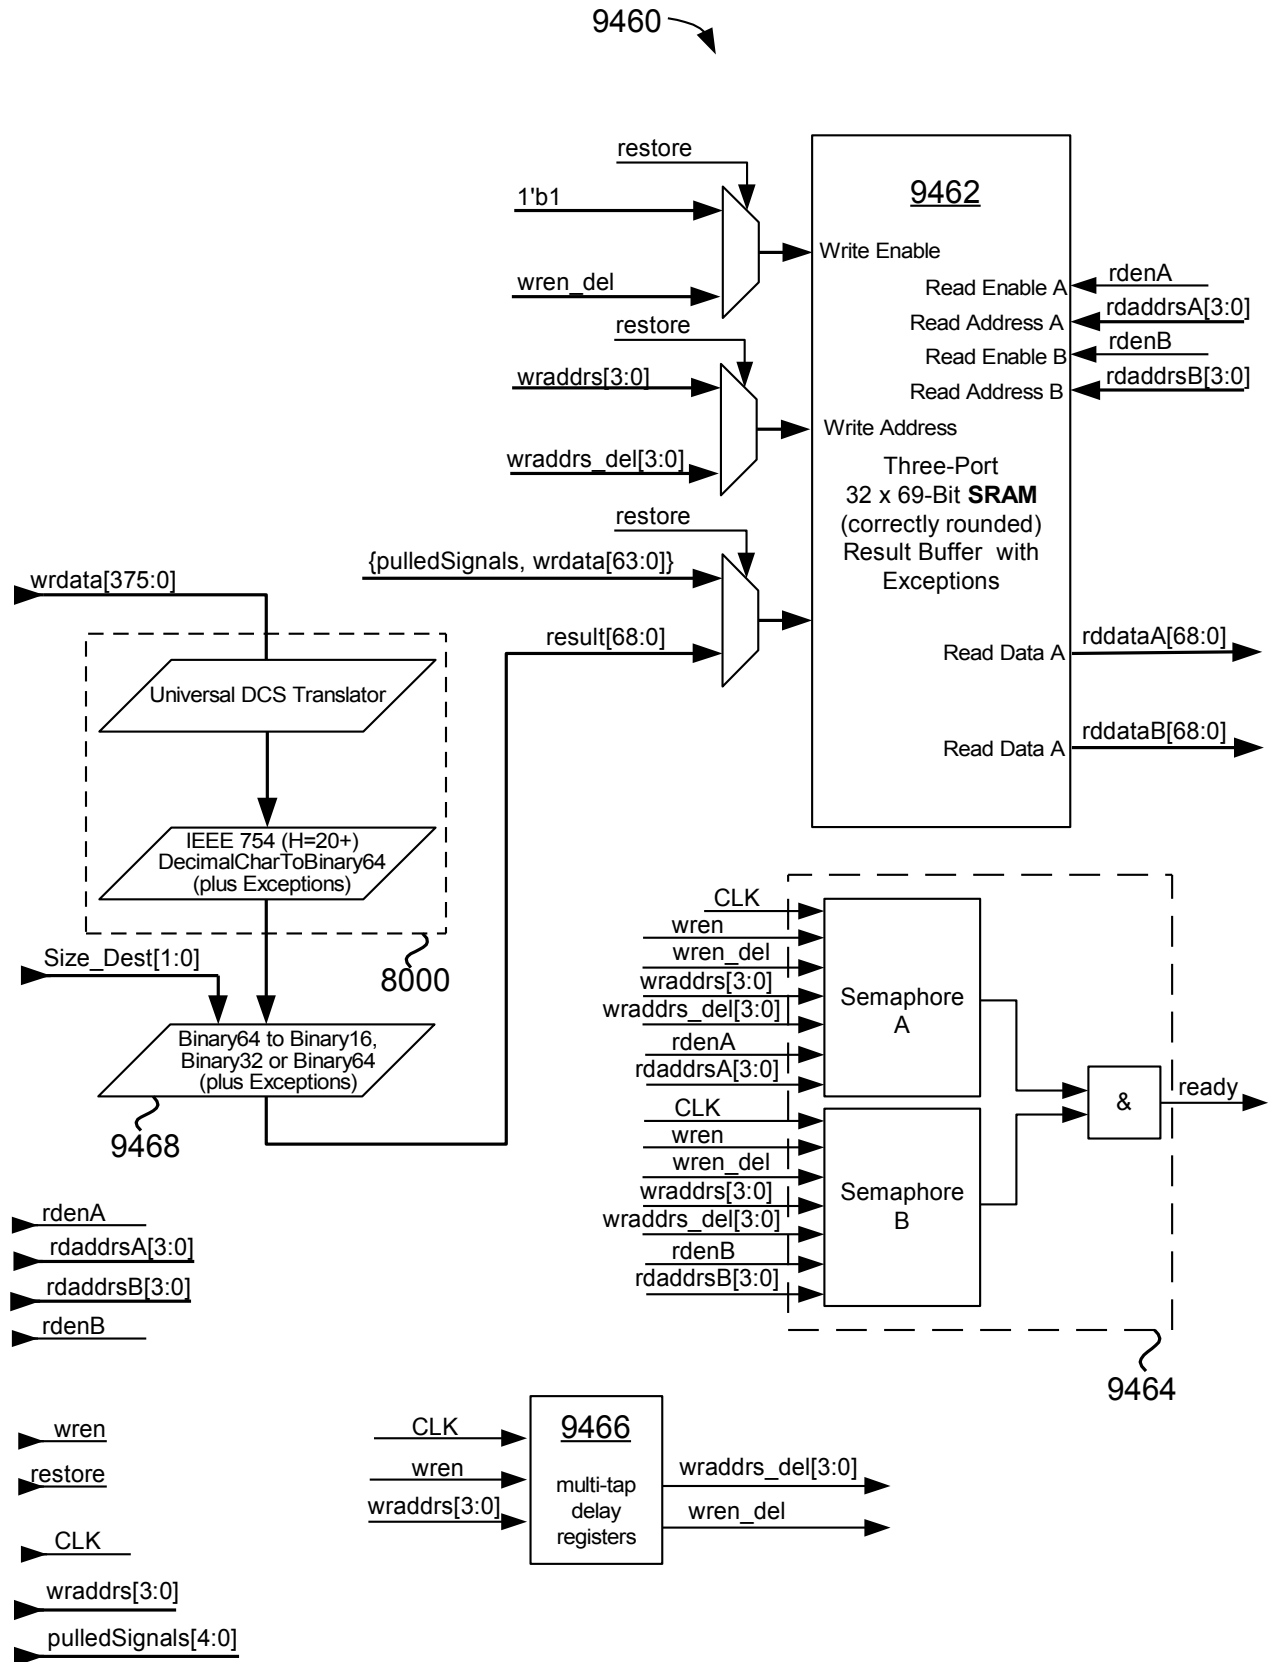 9460
restore
1'b1
wren_del
restore
wraddrs[3:0]
wraddrs_del[3:0]
restore
{pulledSignals, wrdata[63:0]}
result[68:0]
9462
Write Enable
Read Enable A
Read Address A
Read Enable B
Read Address B
Write Address
Three-Port
32 x 69-Bit SRAM
(correctly rounded)
Result Buffer with
Exceptions
Read Data A
Read Data A
rdenA
rdaddrsA[3:0]
rdenB
rdaddrsB[3:0]
rddataA[68:0]
rddataB[68:0]
wrdata[375:0]
Universal DCS Translator
IEEE 754 (H=20+)
DecimalCharToBinary64
(plus Exceptions)
8000
Size_Dest[1:0]
Binary64 to Binary16,
Binary32 or Binary64
(plus Exceptions)
9468
CLK
wren
wren_del
wraddrs[3:0]
wraddrs_del[3:0]
rdenA
rdaddrsA[3:0]
Semaphore
A
CLK
wren
wren_del
wraddrs[3:0]
wraddrs_del[3:0]
rdenB
rdaddrsB[3:0]
Semaphore
B
&
ready
9464
rdenA
rdaddrsA[3:0]
rdaddrsB[3:0]
rdenB
wren
restore
CLK
wraddrs[3:0]
pulledSignals[4:0]
CLK
wren
wraddrs[3:0]
9466
multi-tap
delay
registers
wraddrs_del[3:0]
wren_del